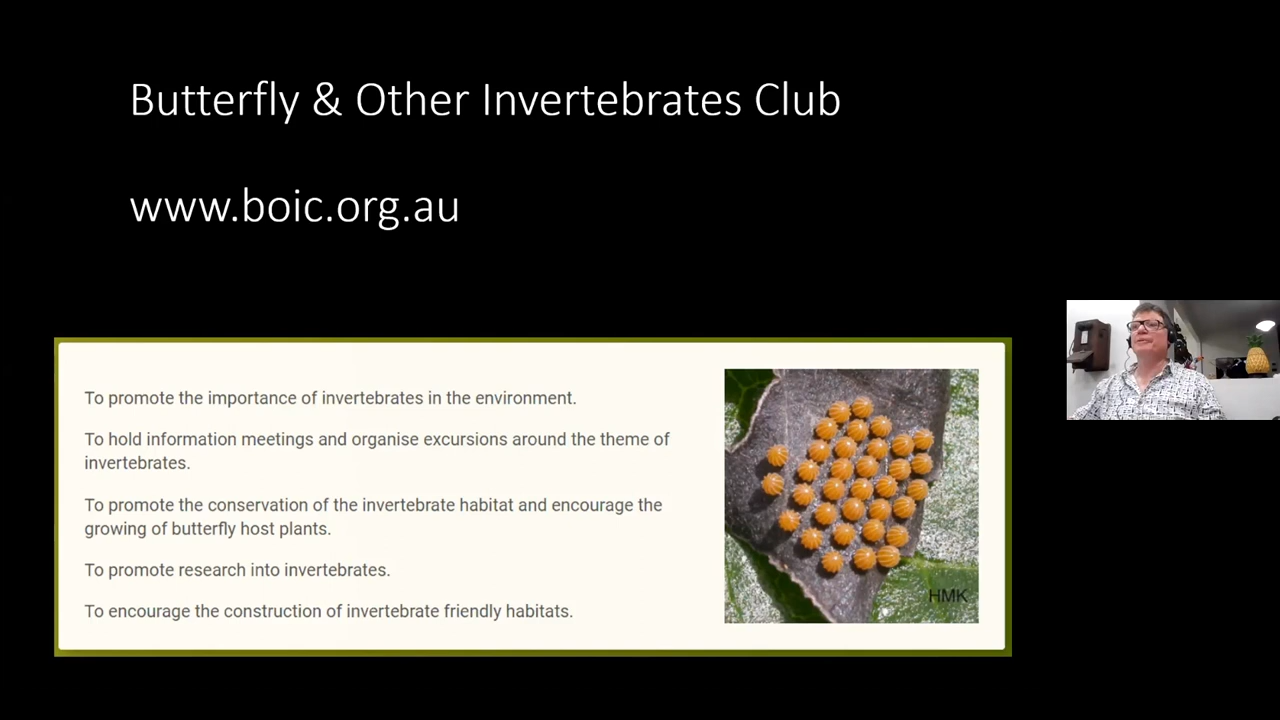 Butterfly & Other Invertebrates Club
www.boic.org.au
To promote the importance of invertebrates in the environment.
To hold information meetings and organise excursions around the theme of
invertebrates.
To promote the conservation of the invertebrate habitat and encourage the
growing of butterfly host plants.
To promote research into invertebrates.
To encourage the construction of invertebrate friendly habitats.
HMK